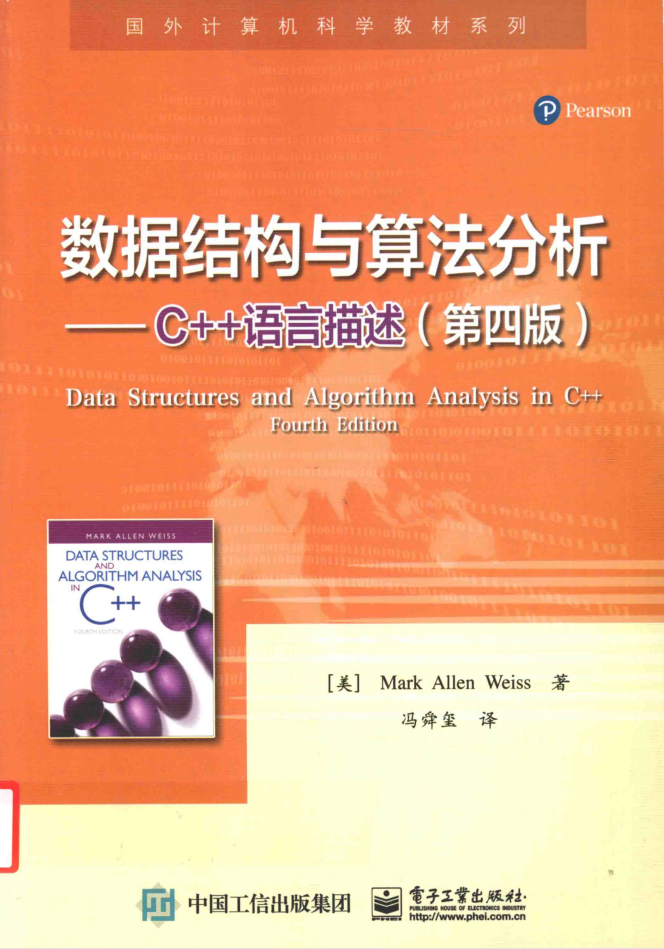 国外计算机科学教材系列
Pearson
数据结构与算法分析
——C++语言描述（第四版）
Data Structures and Algorithm Analysis in C++
Fourth Edition
MARK ALLEN WEISS
DATA STRUCTURES
AND
ALGORITHM ANALYSIS
IN
C++
FOURTH EDITION
［美］ Mark Allen Weiss 著
冯舜玺 译
中国工信出版集团
电子工业出版社
PUBLISHING HOUSE OF ELECTRONICS INDUSTRY
http://www.phei.com.cn